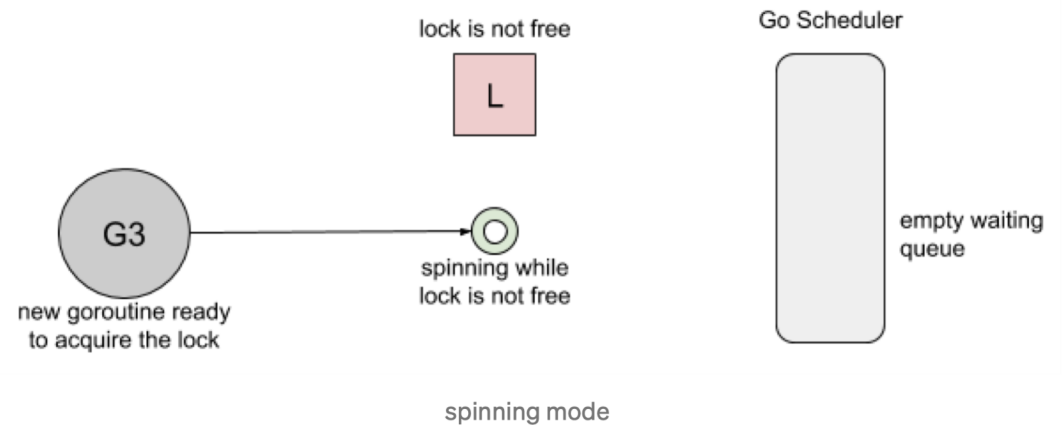 lock is not free
Go Scheduler
L
G3
new goroutine ready
to acquire the lock
spinning while
lock is not free
empty waiting
queue
spinning mode